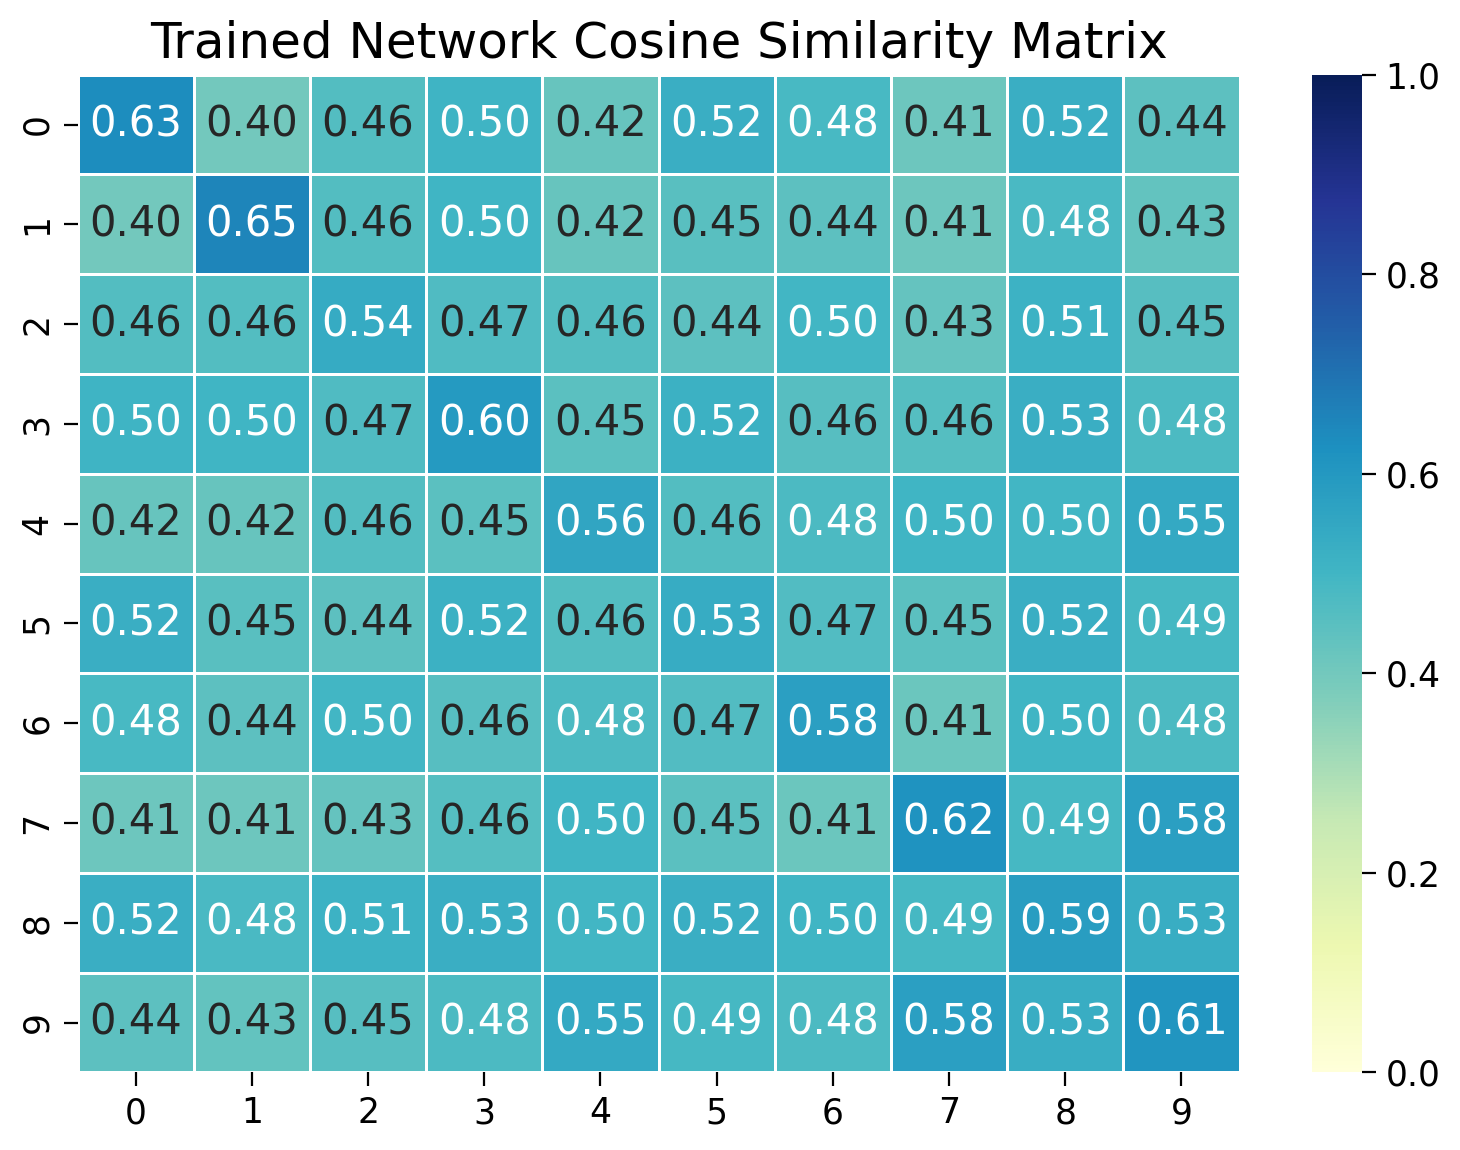 Trained Network Cosine Similarity Matrix
0 0.63 0.40 0.46 0.50 0.42 0.52 0.48 0.41 0.52 0.44
1 0.40 0.65 0.46 0.50 0.42 0.45 0.44 0.41 0.48 0.43
2 0.46 0.46 0.54 0.47 0.46 0.44 0.50 0.43 0.51 0.45
3 0.50 0.50 0.47 0.60 0.45 0.52 0.46 0.46 0.53 0.48
4 0.42 0.42 0.46 0.45 0.56 0.46 0.48 0.50 0.50 0.55
5 0.52 0.45 0.44 0.52 0.46 0.53 0.47 0.45 0.52 0.49
6 0.48 0.44 0.50 0.46 0.48 0.47 0.58 0.41 0.50 0.48
7 0.41 0.41 0.43 0.46 0.50 0.45 0.41 0.62 0.49 0.58
8 0.52 0.48 0.51 0.53 0.50 0.52 0.50 0.49 0.59 0.53
9 0.44 0.43 0.45 0.48 0.55 0.49 0.48 0.58 0.53 0.61
0 1 2 3 4 5 6 7 8 9
1.0
0.8
0.6
0.4
0.2
0.0